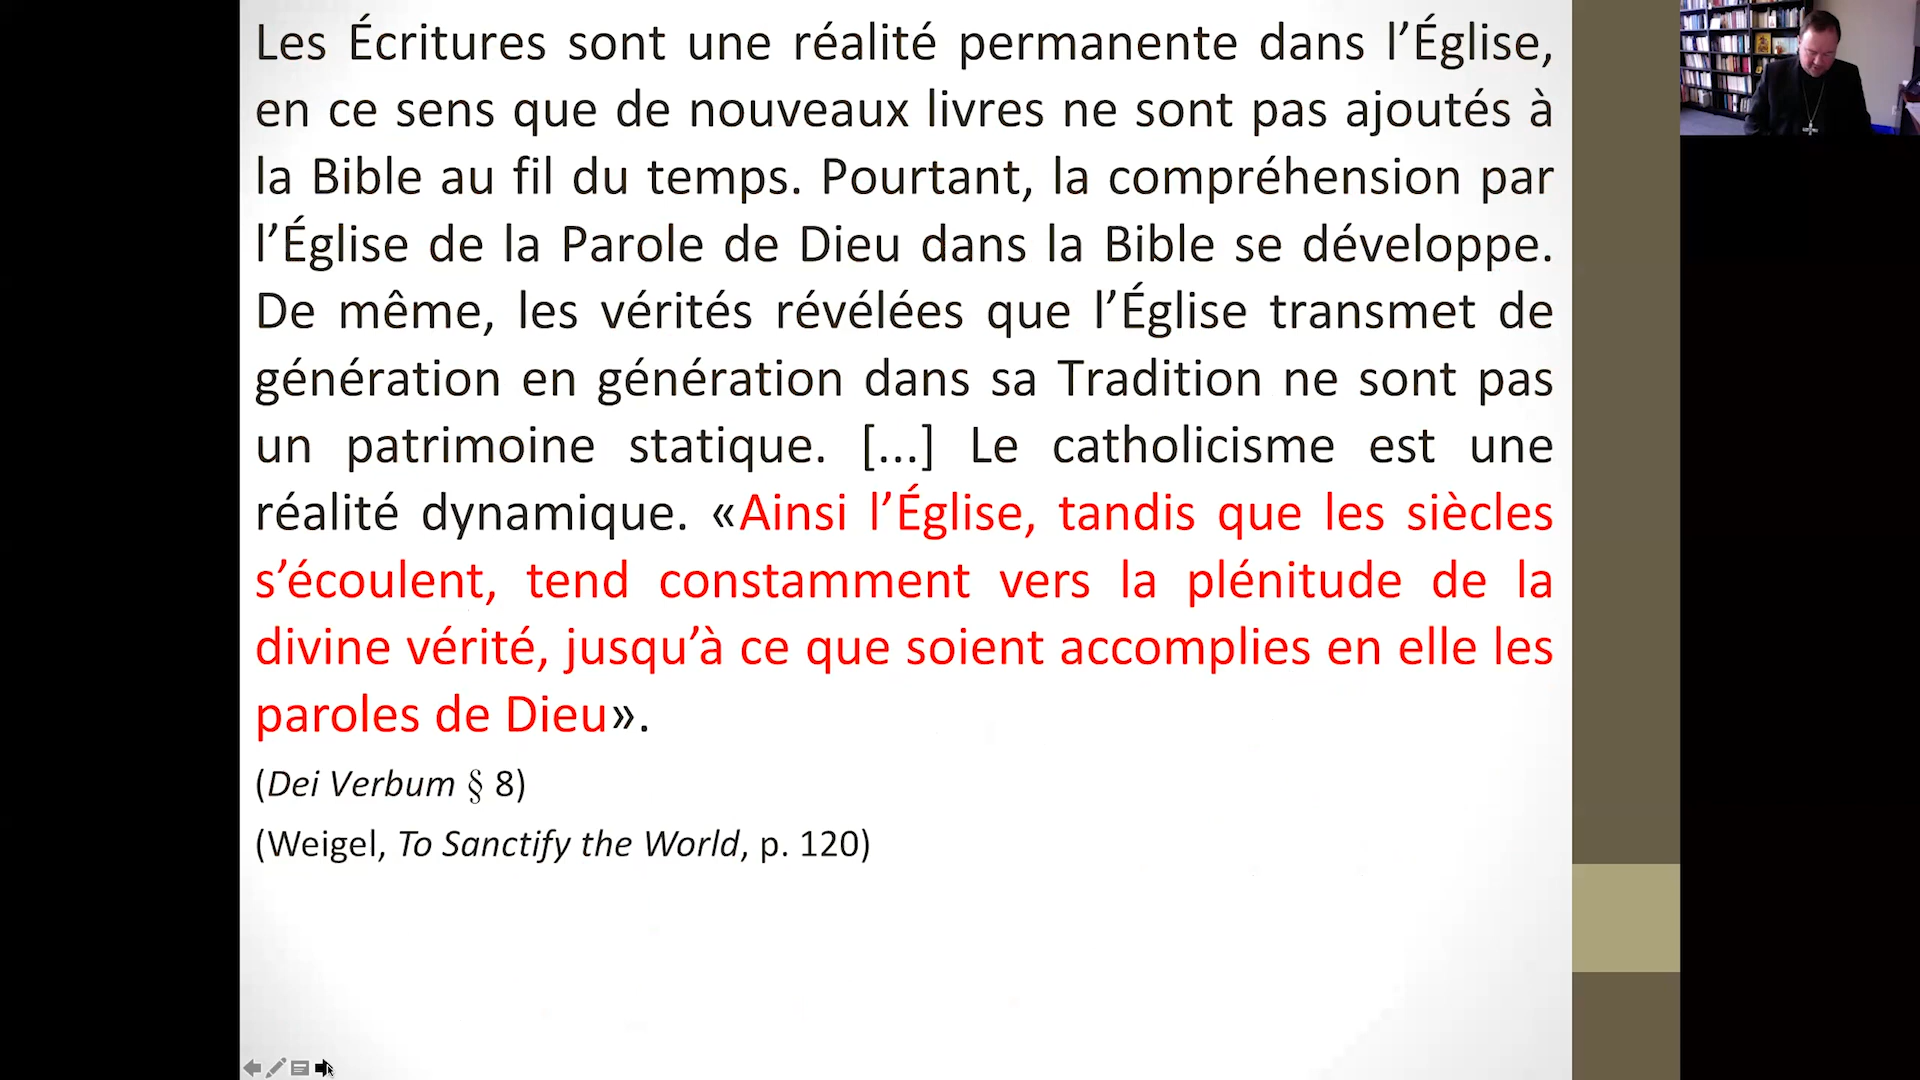 Les Écritures sont une réalité permanente dans l’Église,
en ce sens que de nouveaux livres ne sont pas ajoutés à
la Bible au fil du temps. Pourtant, la compréhension par
l’Église de la Parole de Dieu dans la Bible se développe.
De même, les vérités révélées que l’Église transmet de
génération en génération dans sa Tradition ne sont pas
un patrimoine statique. [...] Le catholicisme est une
réalité dynamique. «Ainsi l’Église, tandis que les siècles
s’écoulent, tend constamment vers la plénitude de la
divine vérité, jusqu’à ce que soient accomplies en elle les
paroles de Dieu».
(Dei Verbum § 8)
(Weigel, To Sanctify the World, p. 120)